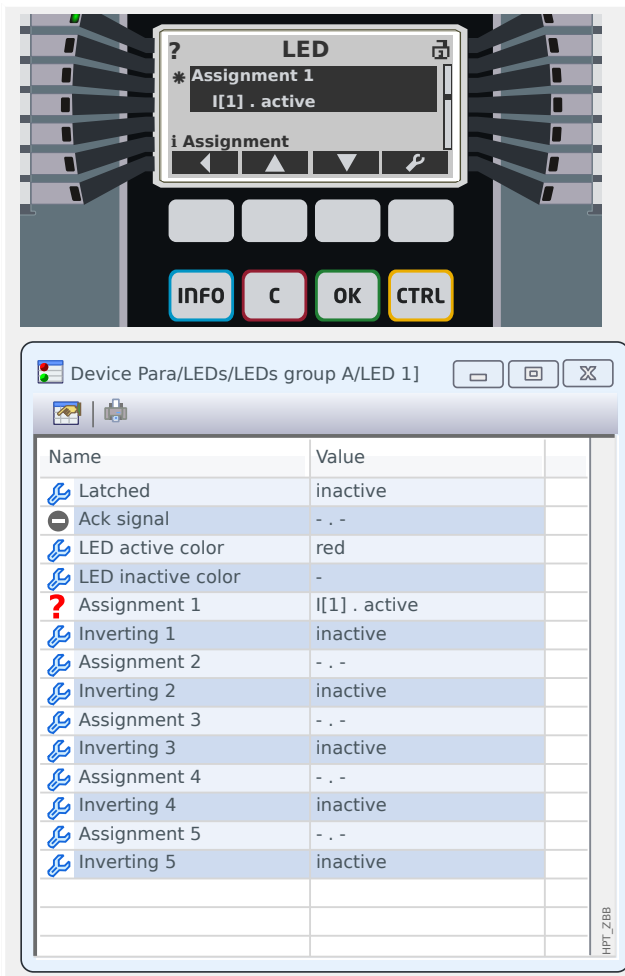 ? LED 1
* Assignment 1
I[1] . active
i Assignment
INFO C OK CTRL
Device Para/LEDs/LEDs group A/LED 1]
Name Value
Latched inactive
Ack signal - . -
LED active color red
LED inactive color -
? Assignment 1 I[1] . active
Inverting 1 inactive
Assignment 2 - . -
Inverting 2 inactive
Assignment 3 - . -
Inverting 3 inactive
Assignment 4 - . -
Inverting 4 inactive
Assignment 5 - . -
Inverting 5 inactive
HPT_ZBB